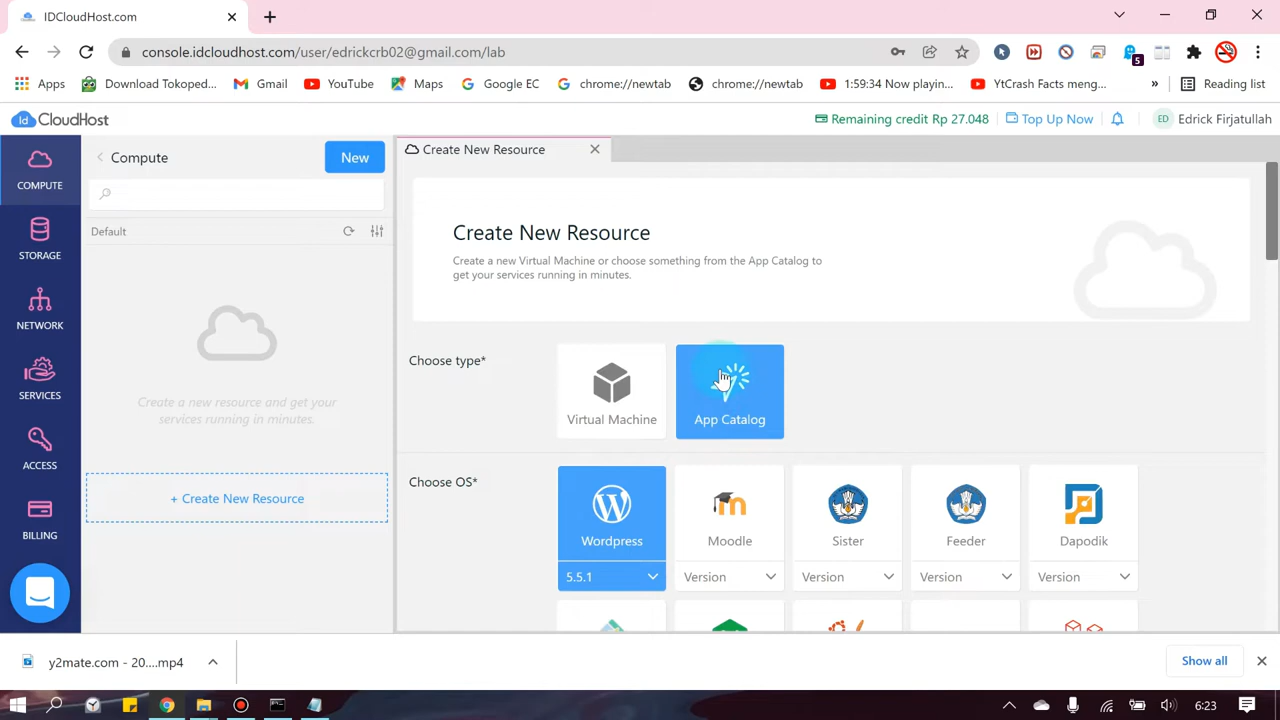 IDCloudHost.com
console.idcloudhost.com/user/edrickcrb02@gmail.com/lab
5
Apps
Download Tokoped...
Gmail
YouTube
Maps
Google EC
chrome://newtab
chrome://newtab
1:59:34 Now playin...
YtCrash Facts meng...
»
Reading list
Id CloudHost
Remaining credit Rp 27.048
Top Up Now
ED
Edrick Firjatullah
COMPUTE
STORAGE
NETWORK
SERVICES
ACCESS
BILLING
Compute
New
Default
Create a new resource and get your
services running in minutes.
+ Create New Resource
Create New Resource
Create New Resource
Create a new Virtual Machine or choose something from the App Catalog to
get your services running in minutes.
Choose type*
Virtual Machine
App Catalog
Choose OS*
Wordpress
Moodle
Sister
Feeder
Dapodik
5.5.1
Version
Version
Version
Version
y2mate.com - 20....mp4
Show all
6:23